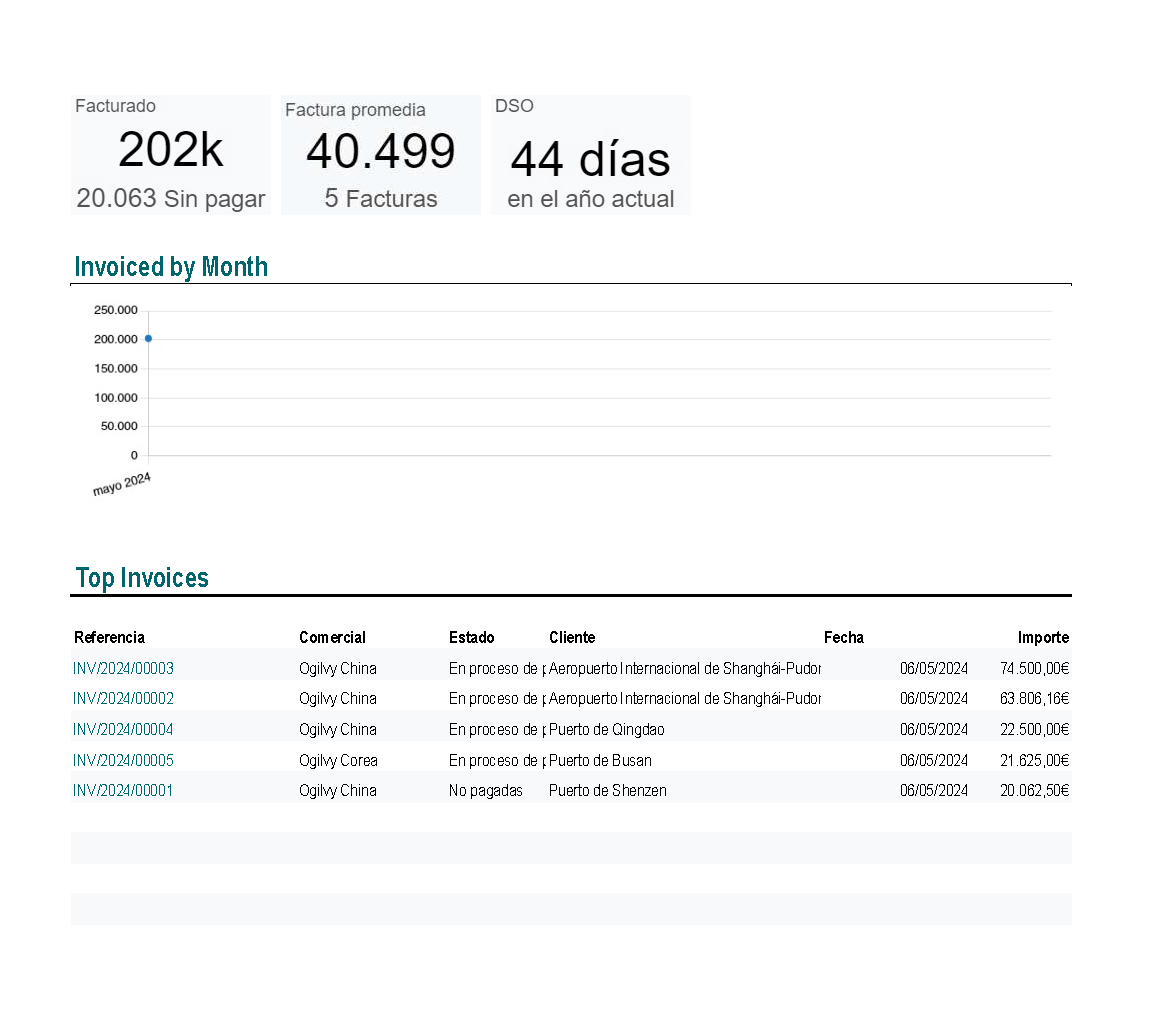 Facturado
202k
20.063 Sin pagar
Factura promedia
40.499
5 Facturas
DSO
44 días
en el año actual
Invoiced by Month
250.000
200.000
150.000
100.000
50.000
0
mayo 2024
Top Invoices
Referencia Comercial Estado Cliente Fecha Importe
INV/2024/00003 Ogilvy China En proceso de p Aeropuerto Internacional de Shanghái-Pudon 06/05/2024 74.500,00€
INV/2024/00002 Ogilvy China En proceso de p Aeropuerto Internacional de Shanghái-Pudon 06/05/2024 63.806,16€
INV/2024/00004 Ogilvy China En proceso de p Puerto de Qingdao 06/05/2024 22.500,00€
INV/2024/00005 Ogilvy Corea En proceso de p Puerto de Busan 06/05/2024 21.625,00€
INV/2024/00001 Ogilvy China No pagadas Puerto de Shenzen 06/05/2024 20.062,50€